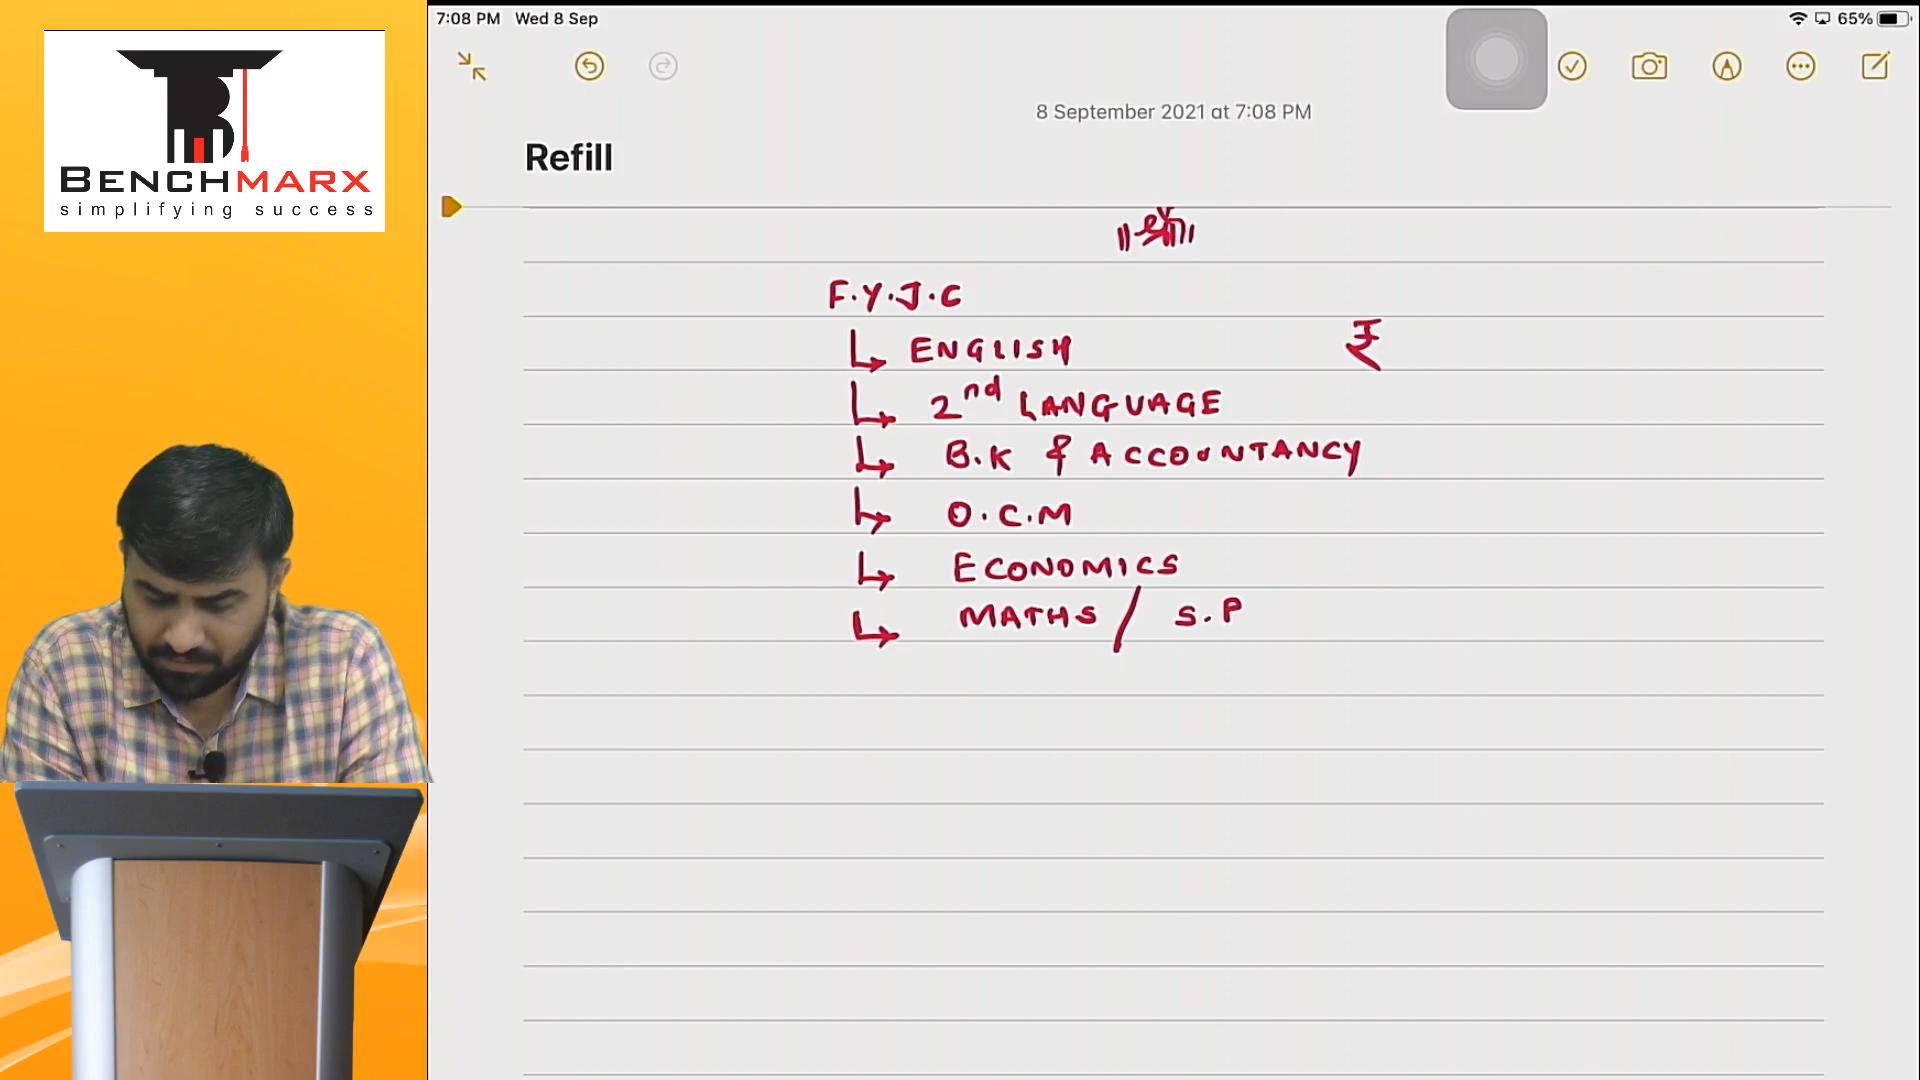 7:08 PM Wed 8 Sep
65%
BENCHMARX
simplifying success
8 September 2021 at 7:08 PM
Refill
॥ श्री ॥
F.Y.J.C
ENGLISH
₹
2nd LANGUAGE
B.K & ACCOUNTANCY
O.C.M
ECONOMICS
MATHS / S.P